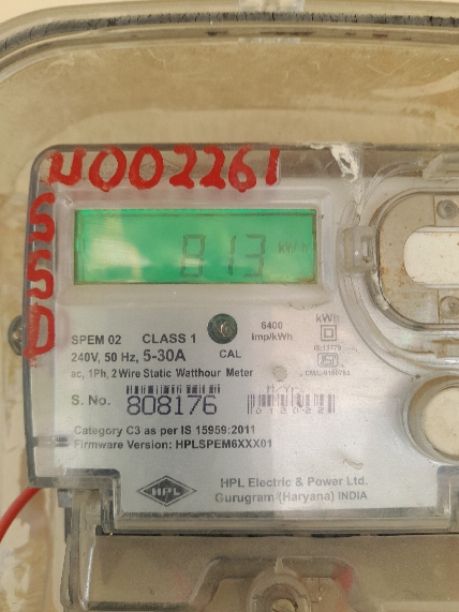 U002261
813 kW h
SPEM 02 CLASS 1
6400 imp/kWh
kWh
240V, 50 Hz, 5-30A
CAL
ac, 1Ph, 2 Wire Static Watthour Meter
S. No. 808176
Category C3 as per IS 15959:2011
Firmware Version: HPLSPEM6XXX01
HPL
HPL Electric & Power Ltd.
Gurugram (Haryana) INDIA